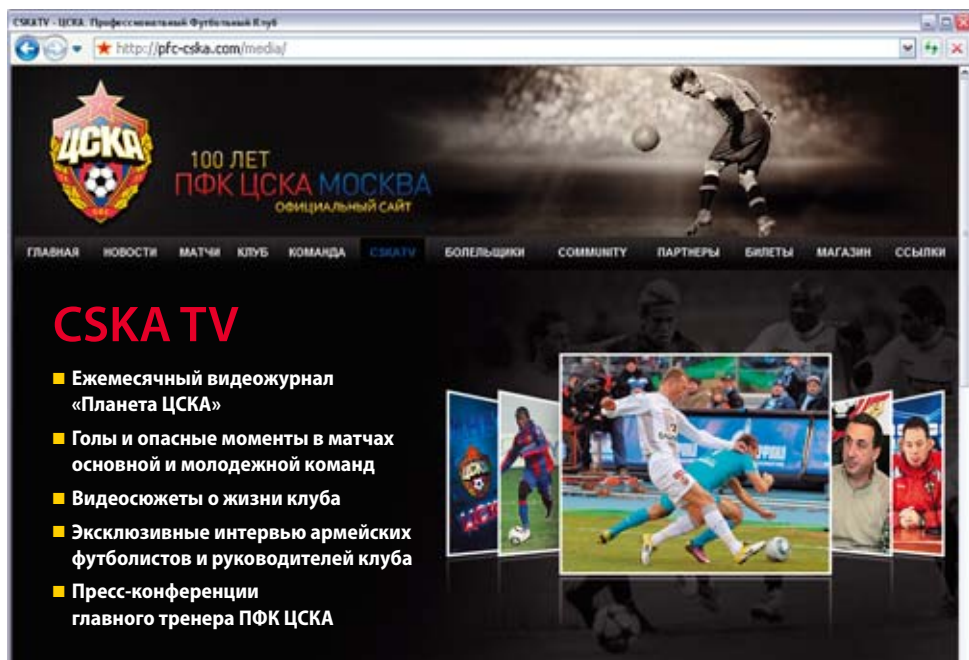 CSKATV - ЦСКА. Профессиональный Футбольный Клуб
http://pfc-cska.com/media/
ЦСКА
100 ЛЕТ
ПФК ЦСКА МОСКВА
ОФИЦИАЛЬНЫЙ САЙТ
ГЛАВНАЯ НОВОСТИ МАТЧИ КЛУБ КОМАНДА CSKATV БОЛЕЛЬЩИКИ COMMUNITY ПАРТНЕРЫ БИЛЕТЫ МАГАЗИН ССЫЛКИ
CSKA TV
Ежемесячный видеожурнал
«Планета ЦСКА»
Голы и опасные моменты в матчах
основной и молодежной команд
Видеосюжеты о жизни клуба
Эксклюзивные интервью армейских
футболистов и руководителей клуба
Пресс-конференции
главного тренера ПФК ЦСКА
ЦСКА